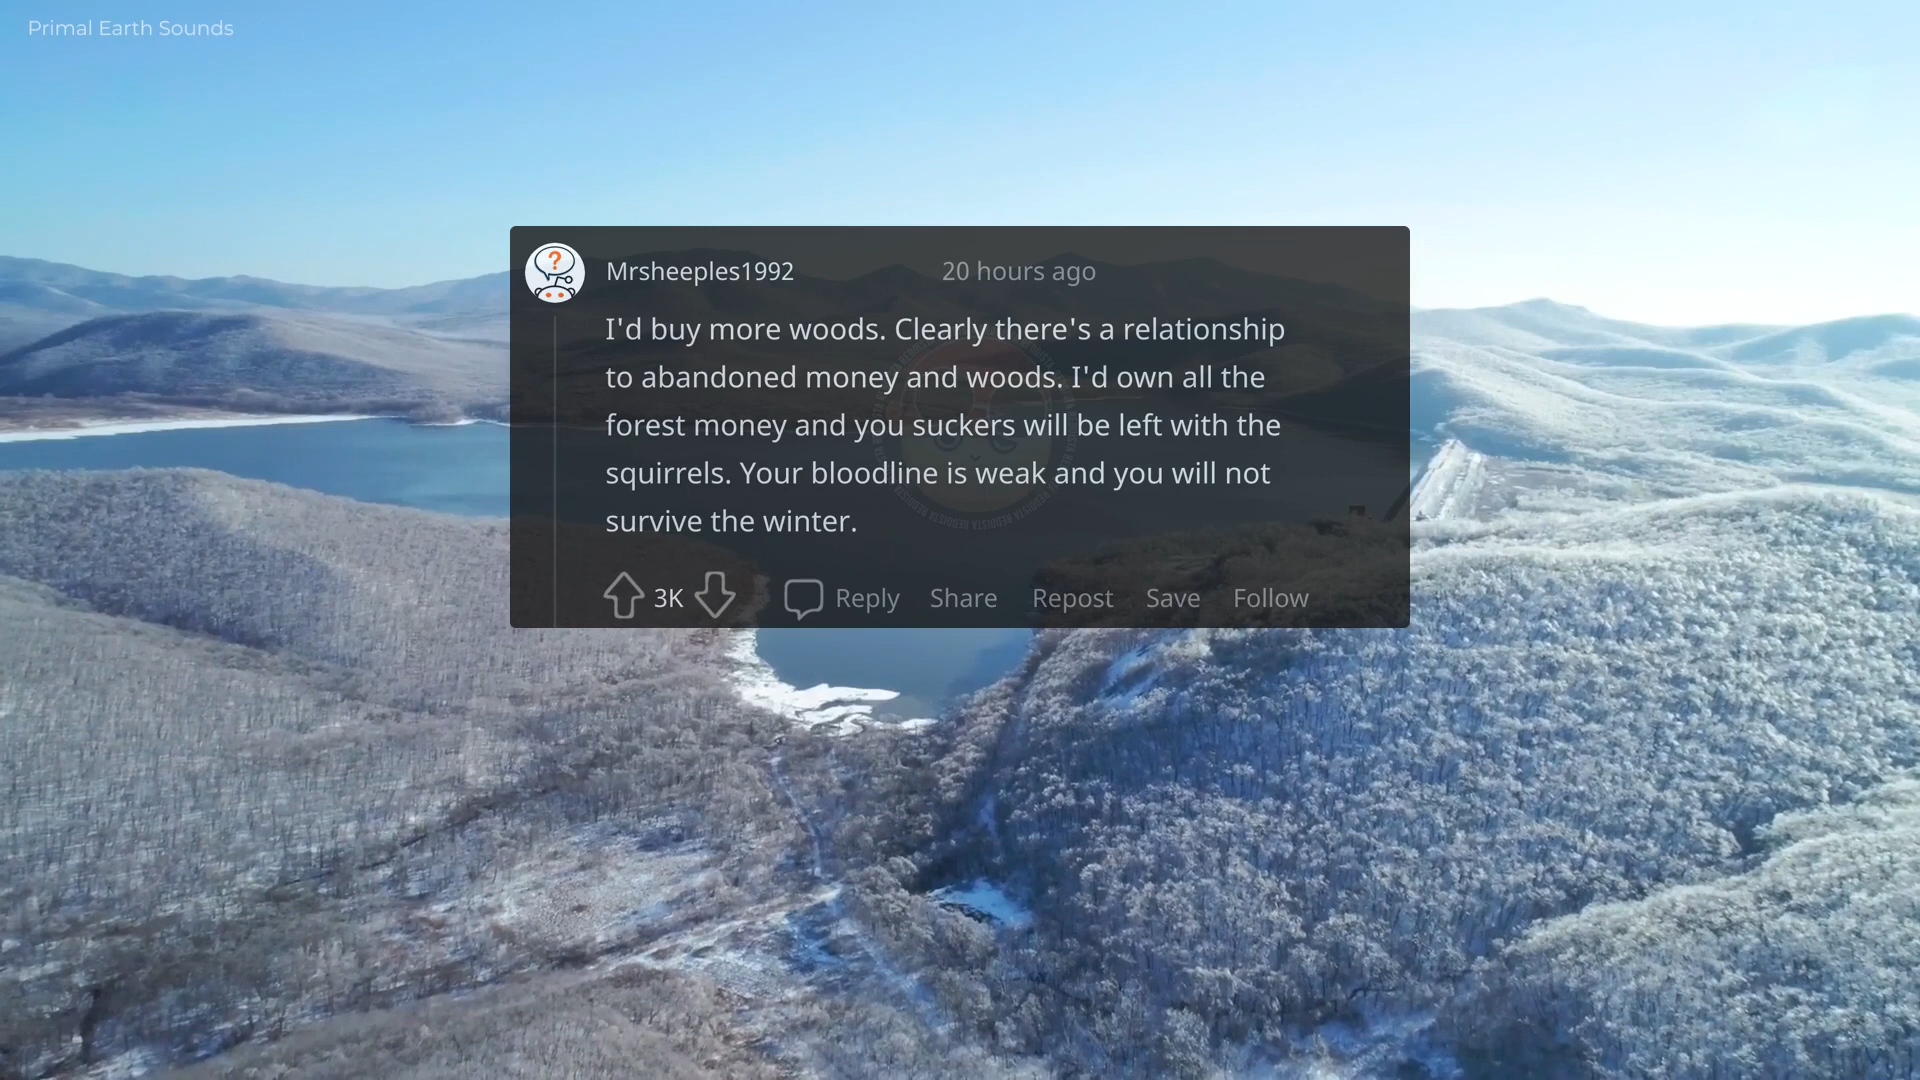 Primal Earth Sounds
?
Mrsheeples1992 20 hours ago
I'd buy more woods. Clearly there's a relationship
to abandoned money and woods. I'd own all the
forest money and you suckers will be left with the
squirrels. Your bloodline is weak and you will not
survive the winter.
3K Reply Share Repost Save Follow